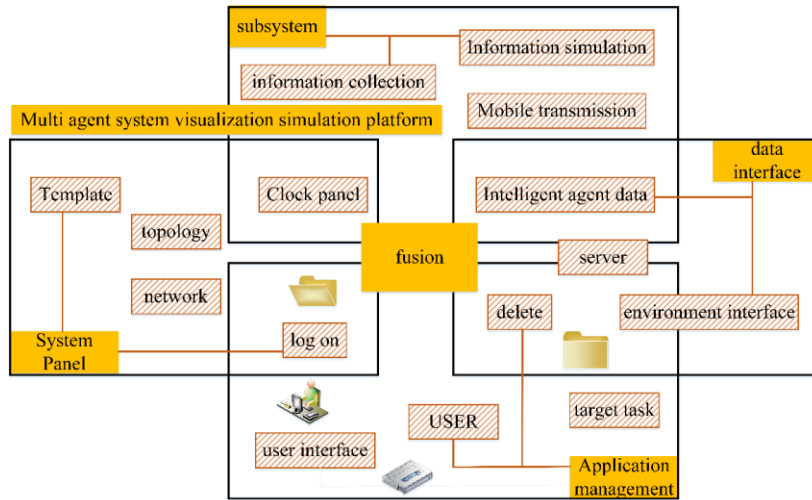 subsystem
Information simulation
information collection
Mobile transmission
Multi agent system visualization simulation platform
data
interface
Template
Clock panel
Intelligent agent data
topology
fusion
server
network
delete
environment interface
System
Panel
log on
target task
USER
user interface
Application
management